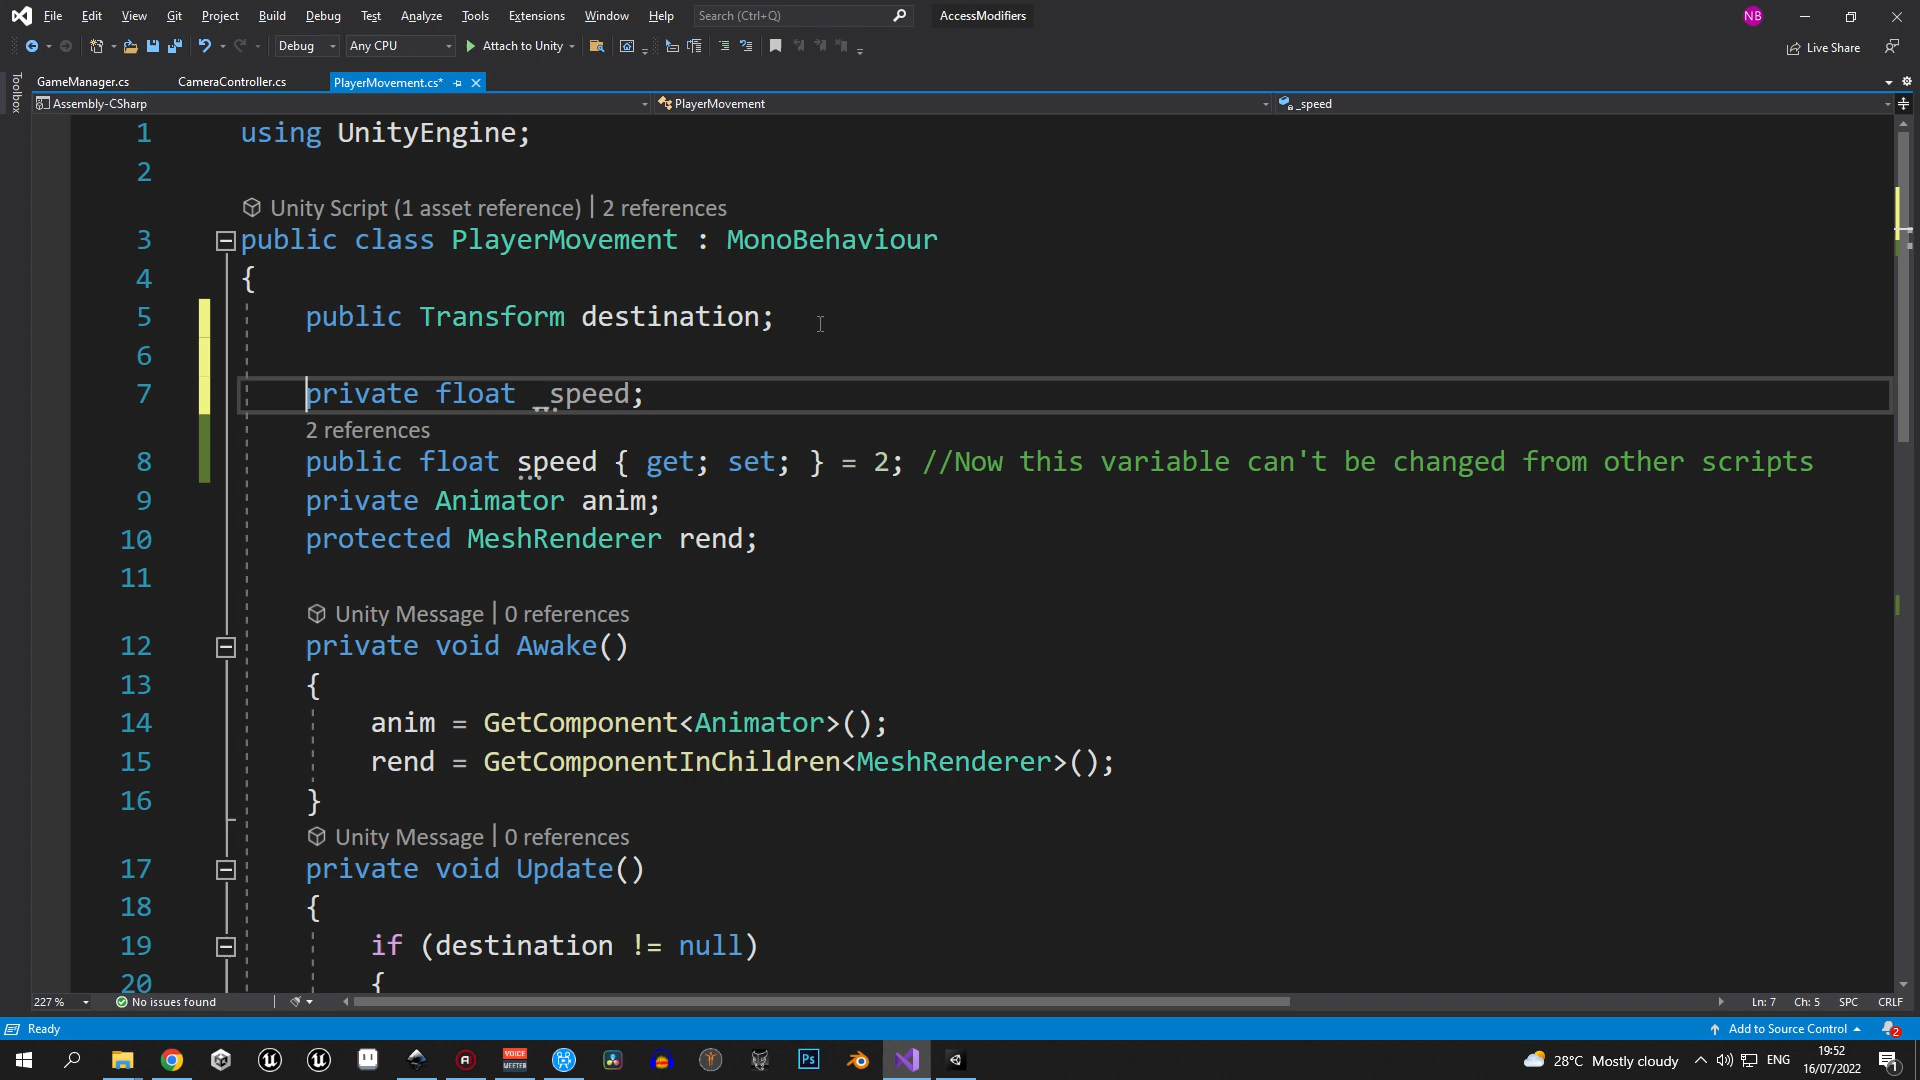 File Edit View Git Project Build Debug Test Analyze Tools Extensions Window Help Search (Ctrl+Q) AccessModifiers NB
Debug Any CPU Attach to Unity Live Share
Toolbox
GameManager.cs CameraController.cs PlayerMovement.cs*
Assembly-CSharp PlayerMovement _speed
1 using UnityEngine;
2
Unity Script (1 asset reference) | 2 references
3 public class PlayerMovement : MonoBehaviour
4 {
5 public Transform destination;
6
7 private float _speed;
2 references
8 public float speed { get; set; } = 2; //Now this variable can't be changed from other scripts
9 private Animator anim;
10 protected MeshRenderer rend;
11
Unity Message | 0 references
12 private void Awake()
13 {
14 anim = GetComponent<Animator>();
15 rend = GetComponentInChildren<MeshRenderer>();
16 }
Unity Message | 0 references
17 private void Update()
18 {
19 if (destination != null)
20 {
227 % No issues found Ln: 7 Ch: 5 SPC CRLF
Ready Add to Source Control 2
VOICE MEETER Ps 28°C Mostly cloudy ENG 19:52
16/07/2022 1